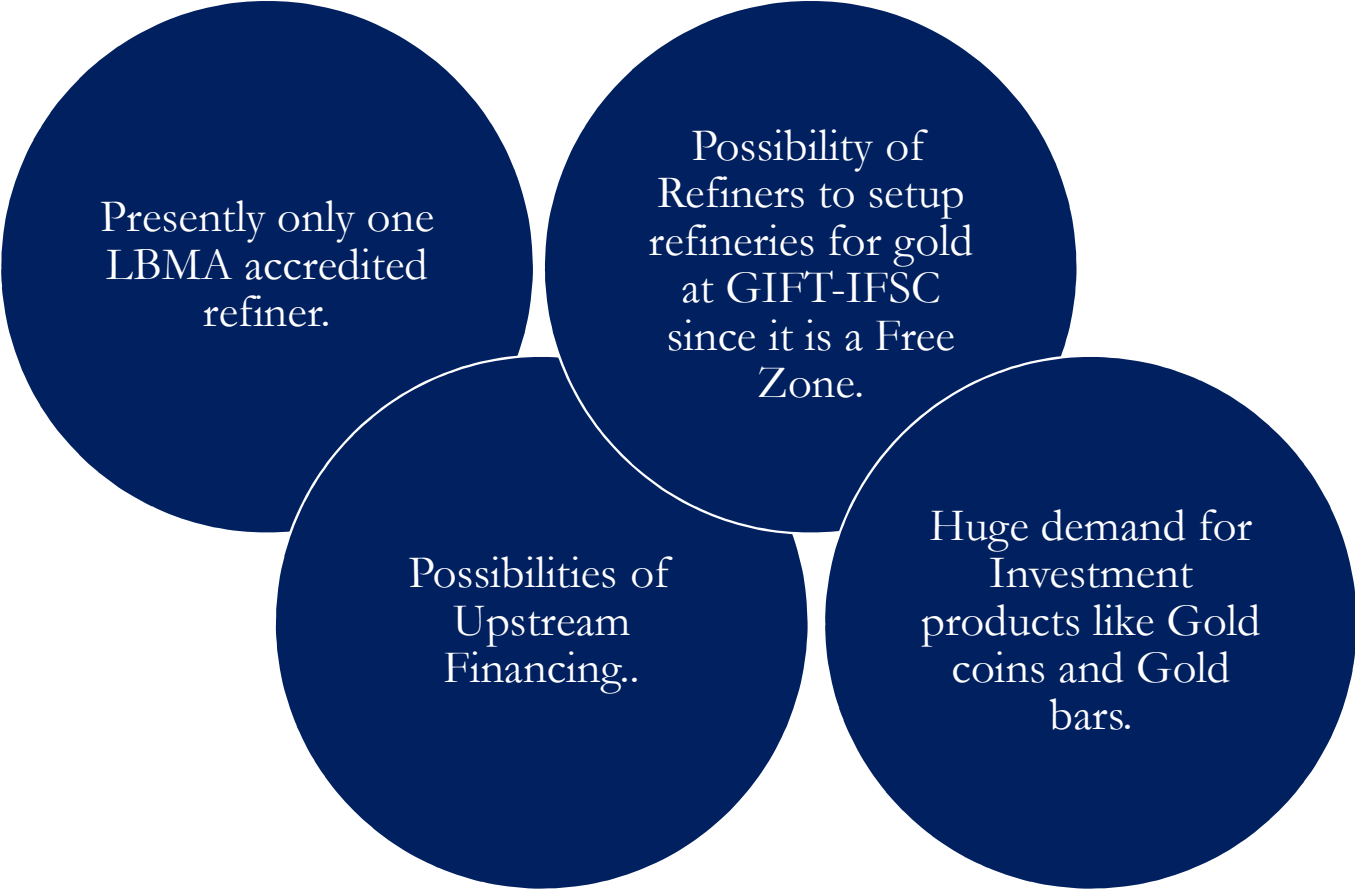 Presently only one
LBMA accredited
refiner.
Possibilities of
Upstream
Financing..
Possibility of
Refiners to setup
refineries for gold
at GIFT-IFSC
since it is a Free
Zone.
Huge demand for
Investment
products like Gold
coins and Gold
bars.